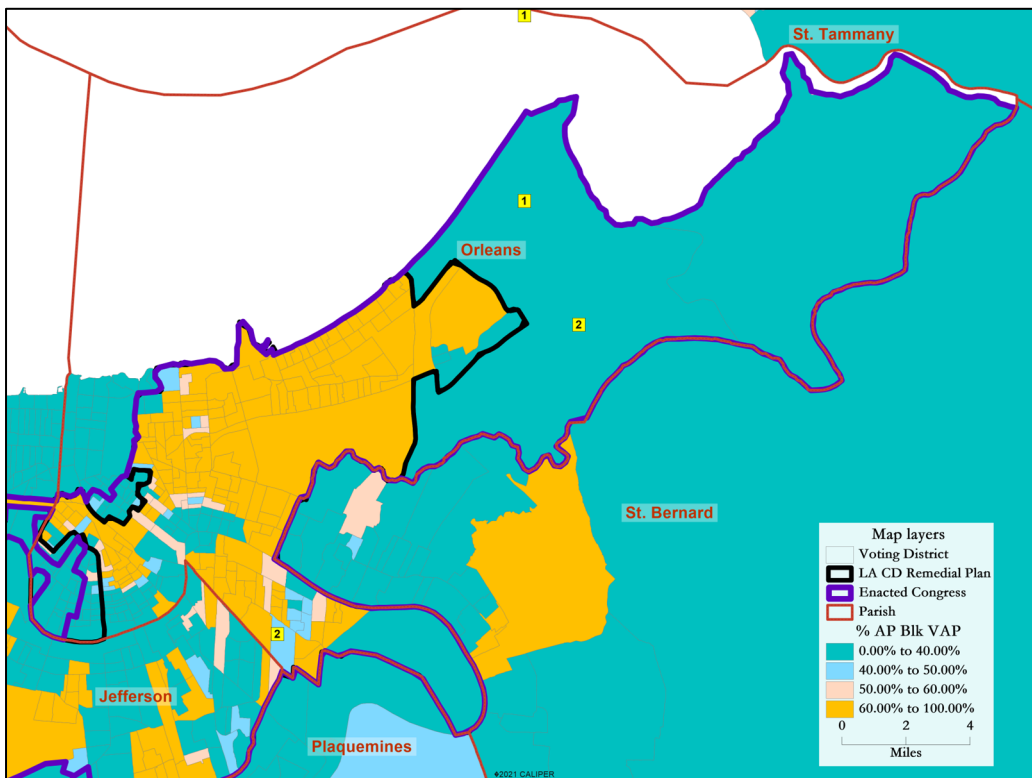 1
St. Tammany
1
Orleans
2
St. Bernard
2
Jefferson
Plaquemines
Map layers
Voting District
LA CD Remedial Plan
Enacted Congress
Parish
% AP Blk VAP
0.00% to 40.00%
40.00% to 50.00%
50.00% to 60.00%
60.00% to 100.00%
0 2 4
Miles
©2021 CALIPER